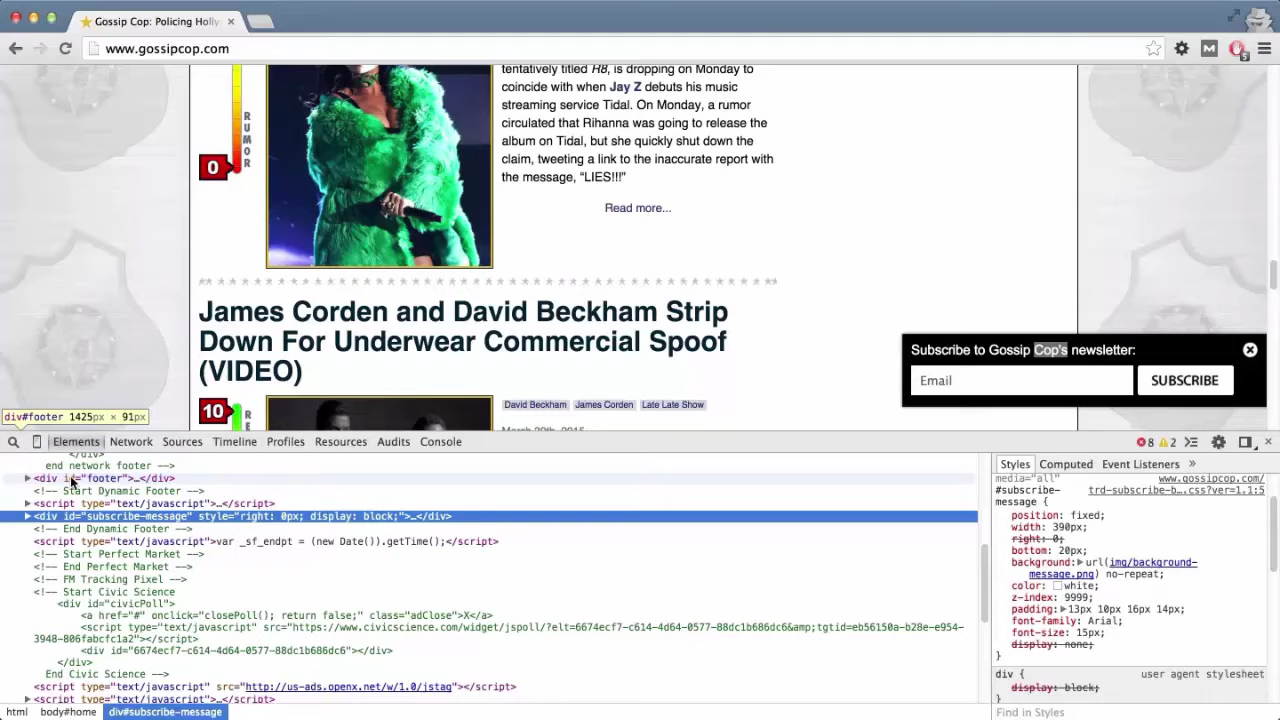 Gossip Cop: Policing Holly
www.gossipcop.com
tentatively titled R8, is dropping on Monday to
coincide with when Jay Z debuts his music
streaming service Tidal. On Monday, a rumor
circulated that Rihanna was going to release the
album on Tidal, but she quickly shut down the
claim, tweeting a link to the inaccurate report with
the message, “LIES!!!”
Read more...
RUMOR
0
James Corden and David Beckham Strip
Down For Underwear Commercial Spoof
(VIDEO)
10
RE
David Beckham James Corden Late Late Show
Subscribe to Gossip Cop's newsletter:
Email
SUBSCRIBE
div#footer 1425px × 91px
Elements Network Sources Timeline Profiles Resources Audits Console
8 2
</div>
end network footer -->
<div id="footer">…</div>
<!-- Start Dynamic Footer -->
<script type="text/javascript">…</script>
<div id="subscribe-message" style="right: 0px; display: block;">…</div>
<!-- End Dynamic Footer -->
<script type="text/javascript">var _sf_endpt = (new Date()).getTime();</script>
<!-- Start Perfect Market -->
<!-- End Perfect Market -->
<!-- FM Tracking Pixel -->
<!-- Start Civic Science
<div id="civicPoll">
<a href="#" onclick="closePoll(); return false;" class="adClose">X</a>
<script type="text/javascript" src="https://www.civicscience.com/widget/jspoll/?elt=6674ecf7-c614-4d64-0577-88dc1b686dc6&amp;tgtid=eb56150a-b28e-e954-
3948-806fabcfc1a2"></script>
<div id="6674ecf7-c614-4d64-0577-88dc1b686dc6"></div>
</div>
End Civic Science -->
<script type="text/javascript" src="http://us-ads.openx.net/w/1.0/jstag"></script>
<script type="text/javascript">…</script>
html body#home div#subscribe-message
Styles Computed Event Listeners »
media="all" www.gossipcop.com/
#subscribe- trd-subscribe-b…css?ver=1.1:5
message {
position: fixed;
width: 390px;
right: 0;
bottom: 20px;
background: url(img/background-
message.png) no-repeat;
color: white;
z-index: 9999;
padding: 13px 10px 16px 14px;
font-family: Arial;
font-size: 15px;
display: none;
}
div { user agent stylesheet
display: block;
}
Find in Styles